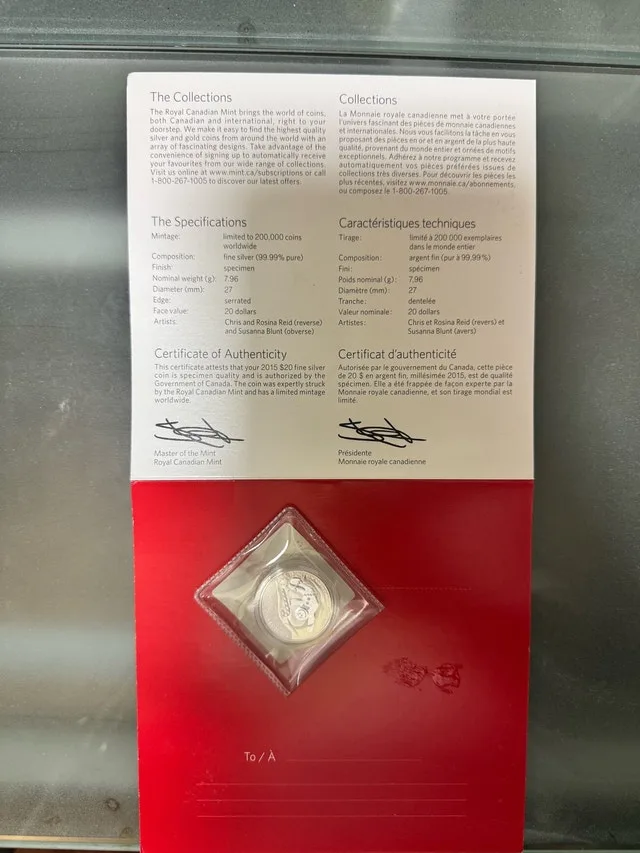 The Collections
The Royal Canadian Mint brings the world of coins,
both Canadian and international, right to your
doorstep. We make it easy to find the highest quality
silver and gold coins from around the world with
an array of fascinating designs. Take advantage of the
convenience of signing up to automatically receive
your favourites from our wide range of collections.
Visit us online at www.mint.ca/subscriptions or call
1-800-267-1005 to discover our latest offers.
Collections
La Monnaie royale canadienne met à votre portée
l'univers fascinant des pièces de monnaie canadiennes
et internationales. Nous vous facilitons la tâche en vous
proposant des pièces en or et en argent de la plus haute
qualité, provenant du monde entier et ornées de motifs
exceptionnels. Adhérez à notre programme et recevez
automatiquement vos pièces préférées issues de
collections très diverses. Pour découvrir les pièces les
plus récentes, visitez www.monnaie.ca/abonnements,
ou composez le 1-800-267-1005.
The Specifications
Mintage: limited to 200,000 coins
worldwide
Composition: fine silver (99.99% pure)
Finish: specimen
Nominal weight (g): 7.96
Diameter (mm): 27
Edge: serrated
Face value: 20 dollars
Artists: Chris and Rosina Reid (reverse)
and Susanna Blunt (obverse)
Caractéristiques techniques
Tirage: limité à 200 000 exemplaires
dans le monde entier
Composition: argent fin (pur à 99,99%)
Fini: spécimen
Poids nominal (g): 7,96
Diamètre (mm): 27
Tranche: dentelée
Valeur nominale: 20 dollars
Artistes: Chris et Rosina Reid (revers) et
Susanna Blunt (avers)
Certificate of Authenticity
This certificate attests that your 2015 $20 fine silver
coin is specimen quality and is authorized by the
Government of Canada. The coin was expertly struck
by the Royal Canadian Mint and has a limited mintage
worldwide.
Master of the Mint
Royal Canadian Mint
Certificat d'authenticité
Autorisée par le gouvernement du Canada, cette pièce
de 20 $ en argent fin, millésimée 2015, est de qualité
spécimen. Elle a été frappée de façon experte par la
Monnaie royale canadienne, et son tirage mondial est
limité.
Présidente
Monnaie royale canadienne
To / À